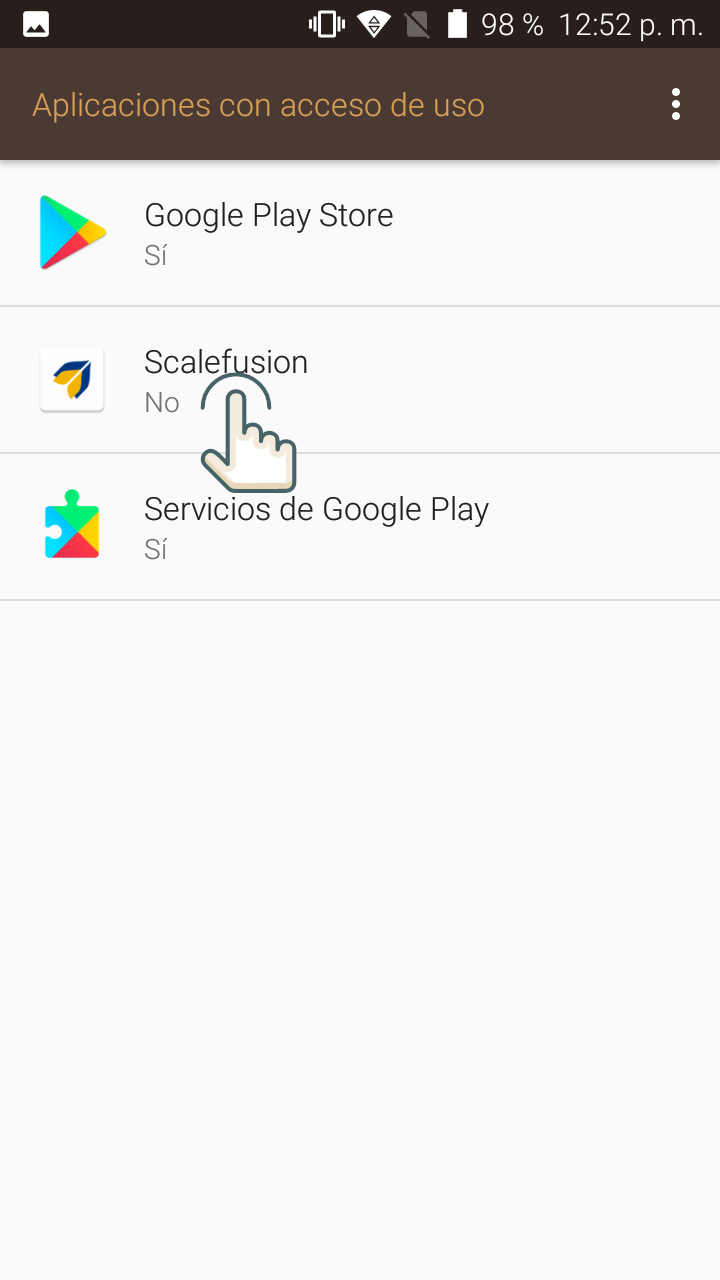 98 % 12:52 p. m.
Aplicaciones con acceso de uso
Google Play Store
Sí
Scalefusion
No
Servicios de Google Play
Sí